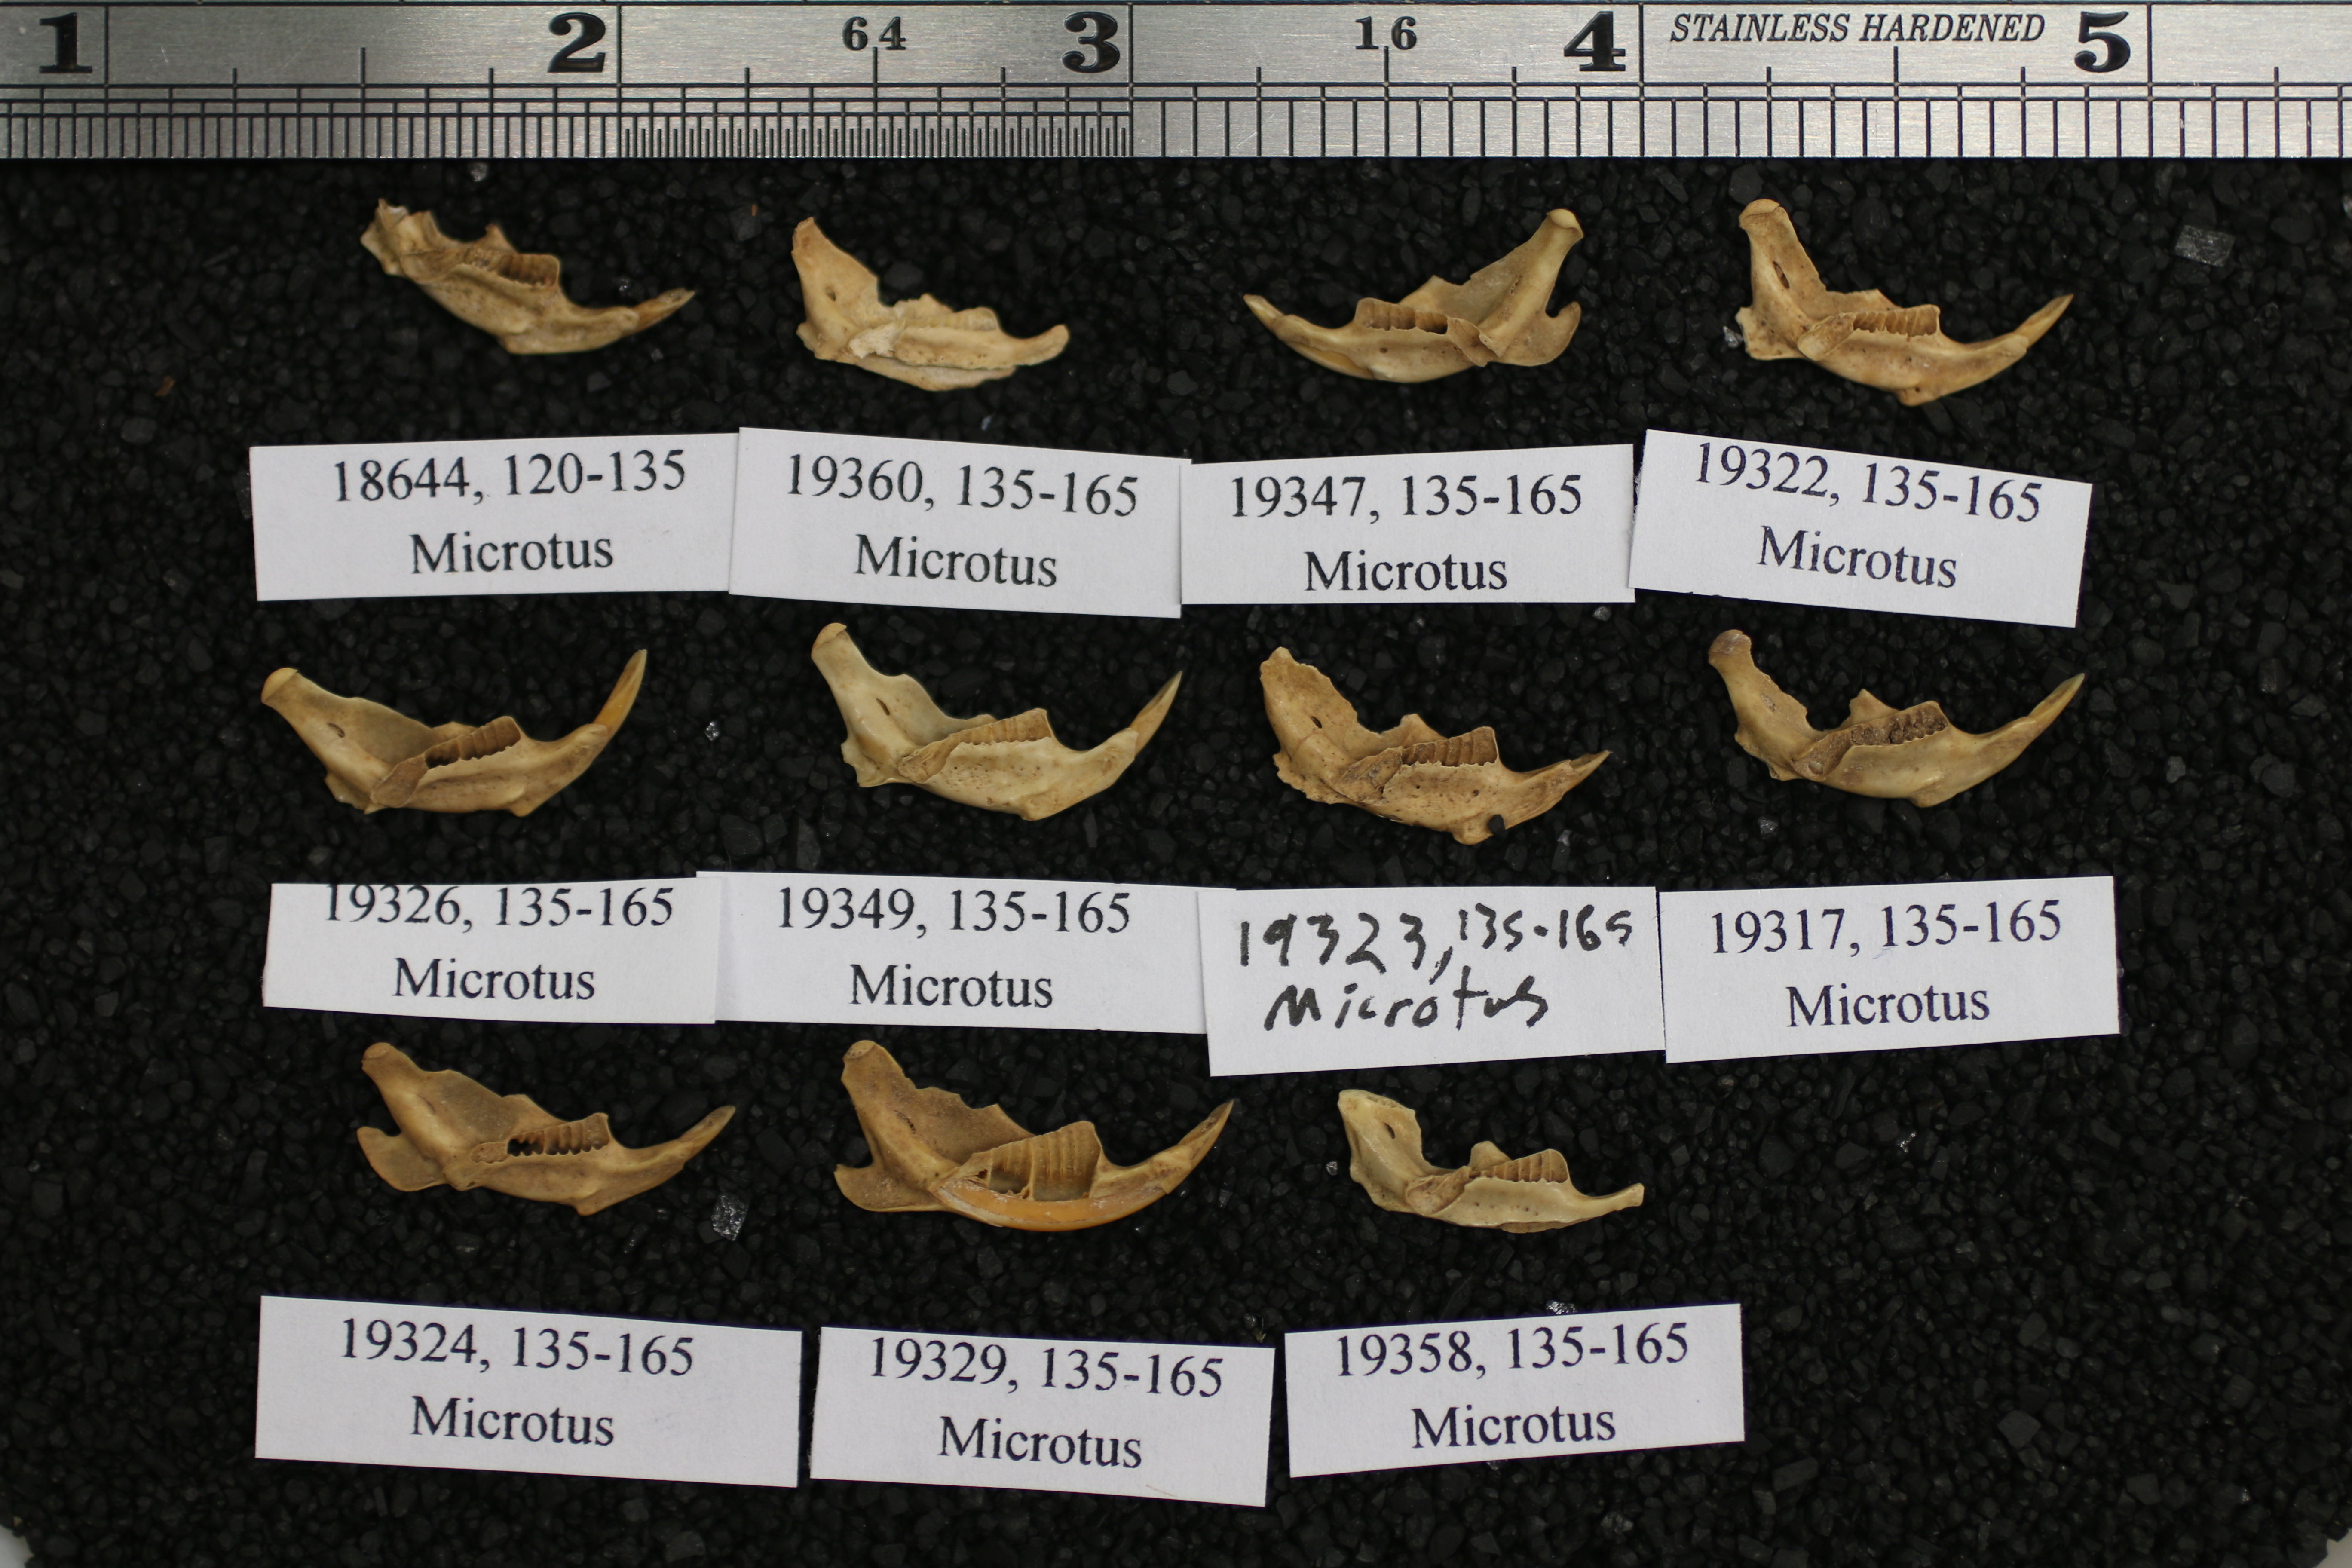 1 2 64 3 16 4 STAINLESS HARDENED 5
18644, 120-135
Microtus
19360, 135-165
Microtus
19347, 135-165
Microtus
19322, 135-165
Microtus
19326, 135-165
Microtus
19349, 135-165
Microtus
19323, 135-165
Microtus
19317, 135-165
Microtus
19324, 135-165
Microtus
19329, 135-165
Microtus
19358, 135-165
Microtus